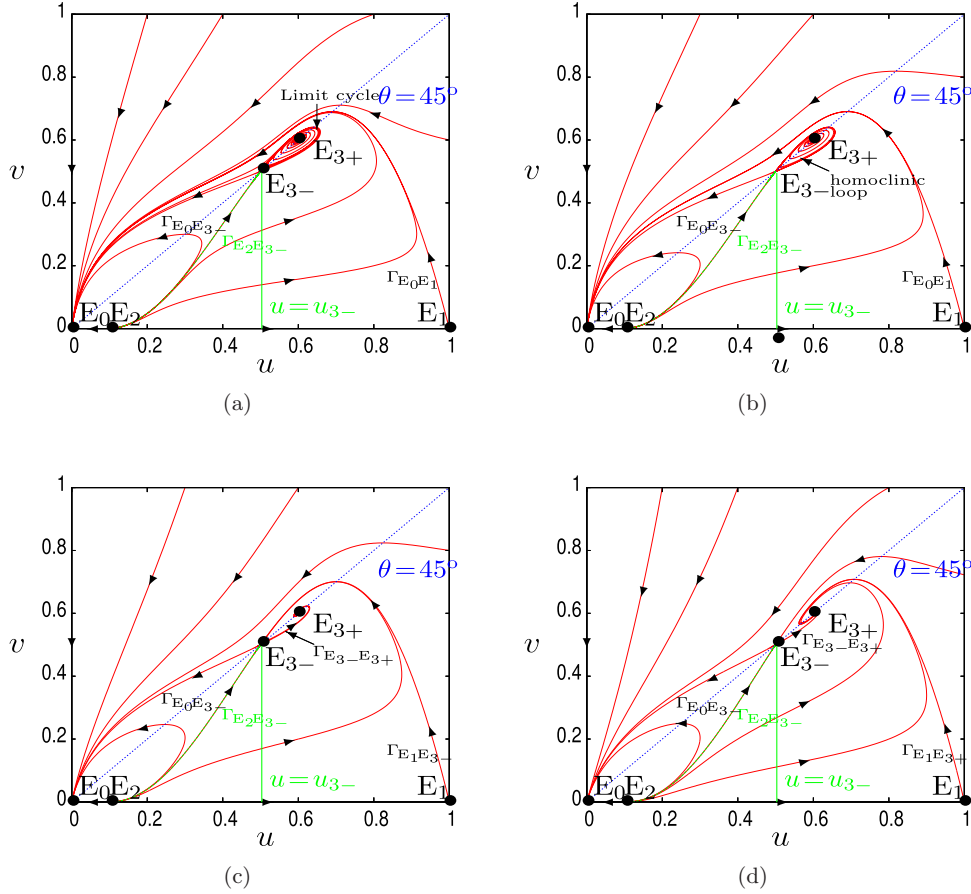 1
0.8
0.6
0.4
0.2
0
v
θ = 45°
Limit cycle
E3+
E3−
ΓE0E3−
ΓE2E3−
ΓE0E1
u = u3−
E0 E2 E1
0 0.2 0.4 0.6 0.8 1
u
(a)
1
0.8
0.6
0.4
0.2
0
v
θ = 45°
E3+
E3−
homoclinic
loop
ΓE0E3−
ΓE2E3−
ΓE0E1
u = u3−
E0 E2 E1
0 0.2 0.4 0.6 0.8 1
u
(b)
1
0.8
0.6
0.4
0.2
0
v
θ = 45°
E3+
E3−
ΓE3−E3+
ΓE0E3−
ΓE2E3−
ΓE1E3−
u = u3−
E0 E2 E1
0 0.2 0.4 0.6 0.8 1
u
(c)
1
0.8
0.6
0.4
0.2
0
v
θ = 45°
E3+
ΓE3−E3+
E3−
ΓE0E3−
ΓE2E3−
ΓE1E3+
u = u3−
E0 E2 E1
0 0.2 0.4 0.6 0.8 1
u
(d)